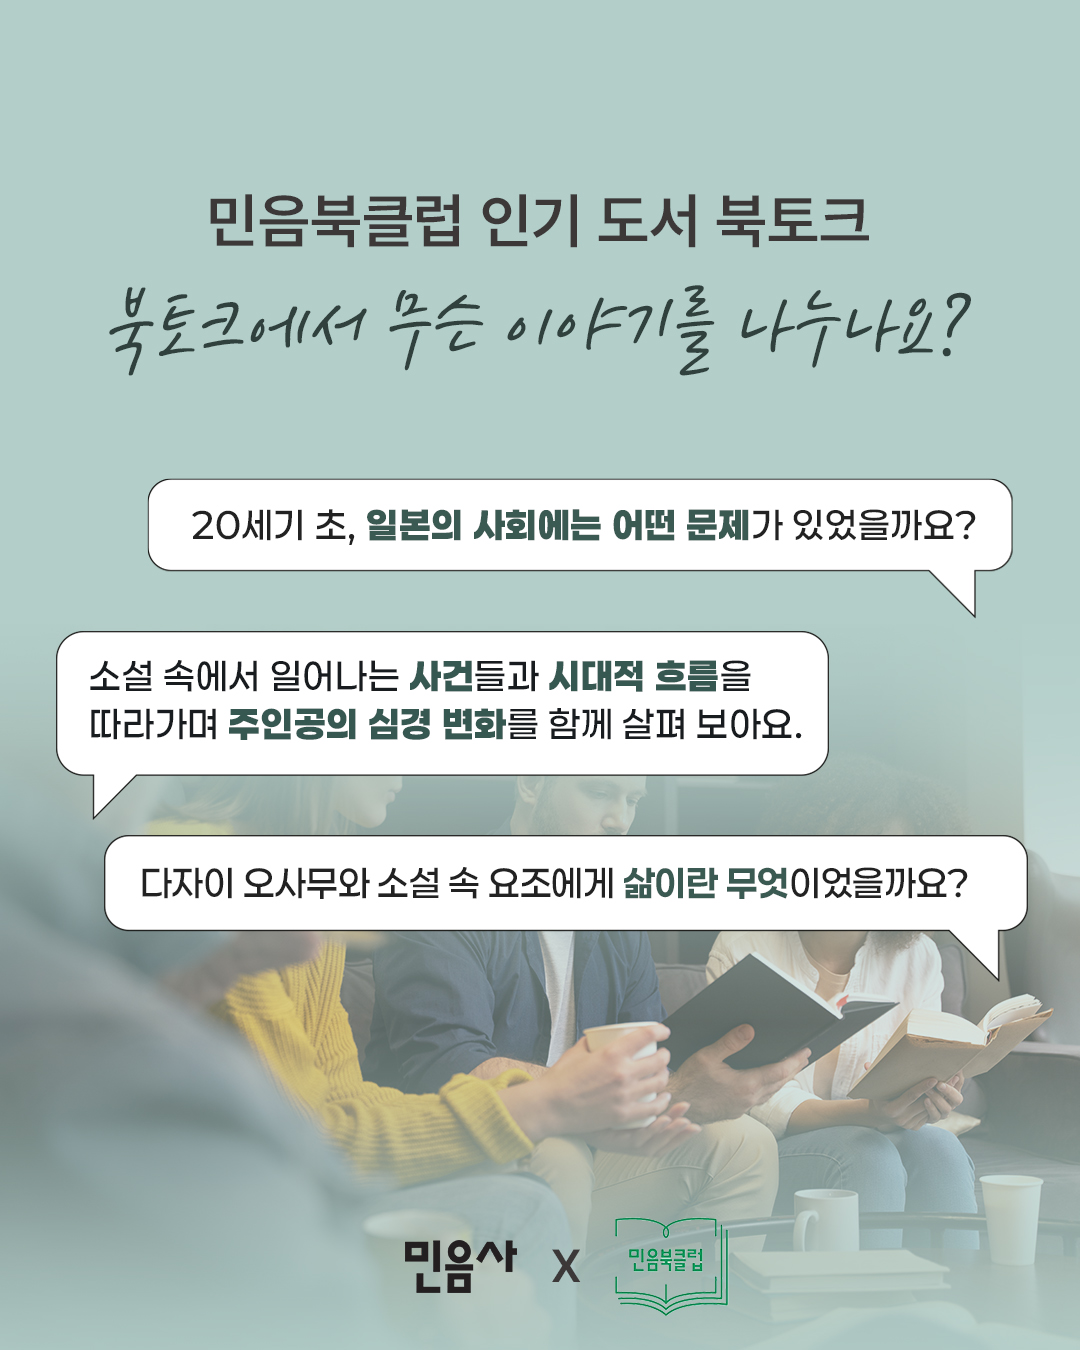 민음북클럽 인기 도서 북토크
북토크에서 무슨 이야기를 나누나요?
20세기 초, 일본의 사회에는 어떤 문제가 있었을까요?
소설 속에서 일어나는 사건들과 시대적 흐름을
따라가며 주인공의 심경 변화를 함께 살펴 보아요.
다자이 오사무와 소설 속 요조에게 삶이란 무엇이었을까요?
민음사 X 민음북클럽